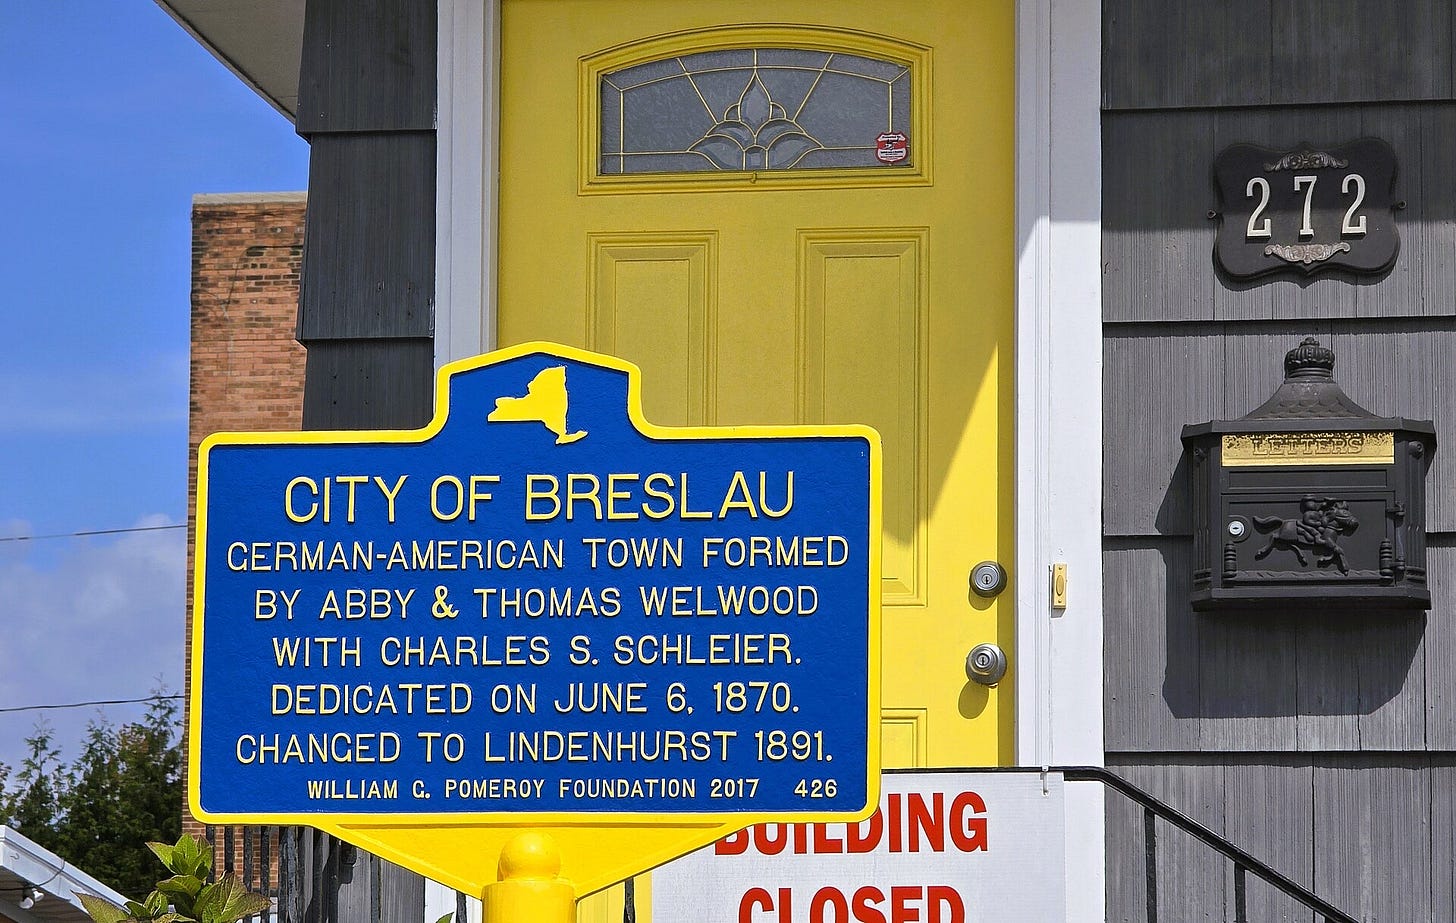 272
LETTERS
CITY OF BRESLAU
GERMAN-AMERICAN TOWN FORMED
BY ABBY & THOMAS WELWOOD
WITH CHARLES S. SCHLEIER.
DEDICATED ON JUNE 6, 1870.
CHANGED TO LINDENHURST 1891.
WILLIAM G. POMEROY FOUNDATION 2017 426
BUILDING
CLOSED